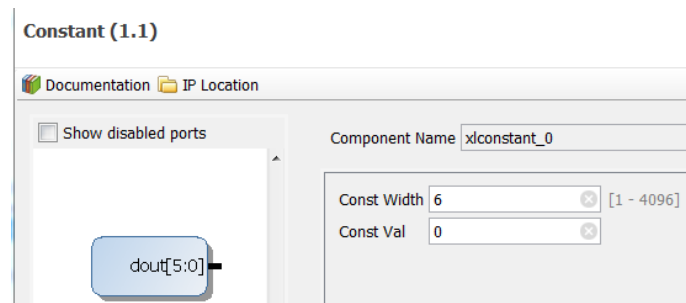 Constant (1.1)
Documentation IP Location
Show disabled ports
Component Name xlconstant_0
Const Width 6 [1 - 4096]
Const Val 0
dout[5:0]